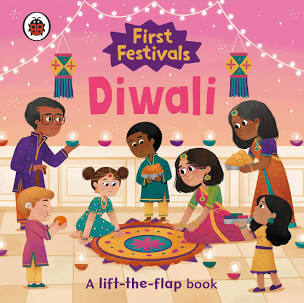 First
Festivals
Diwali
A lift-the-flap book